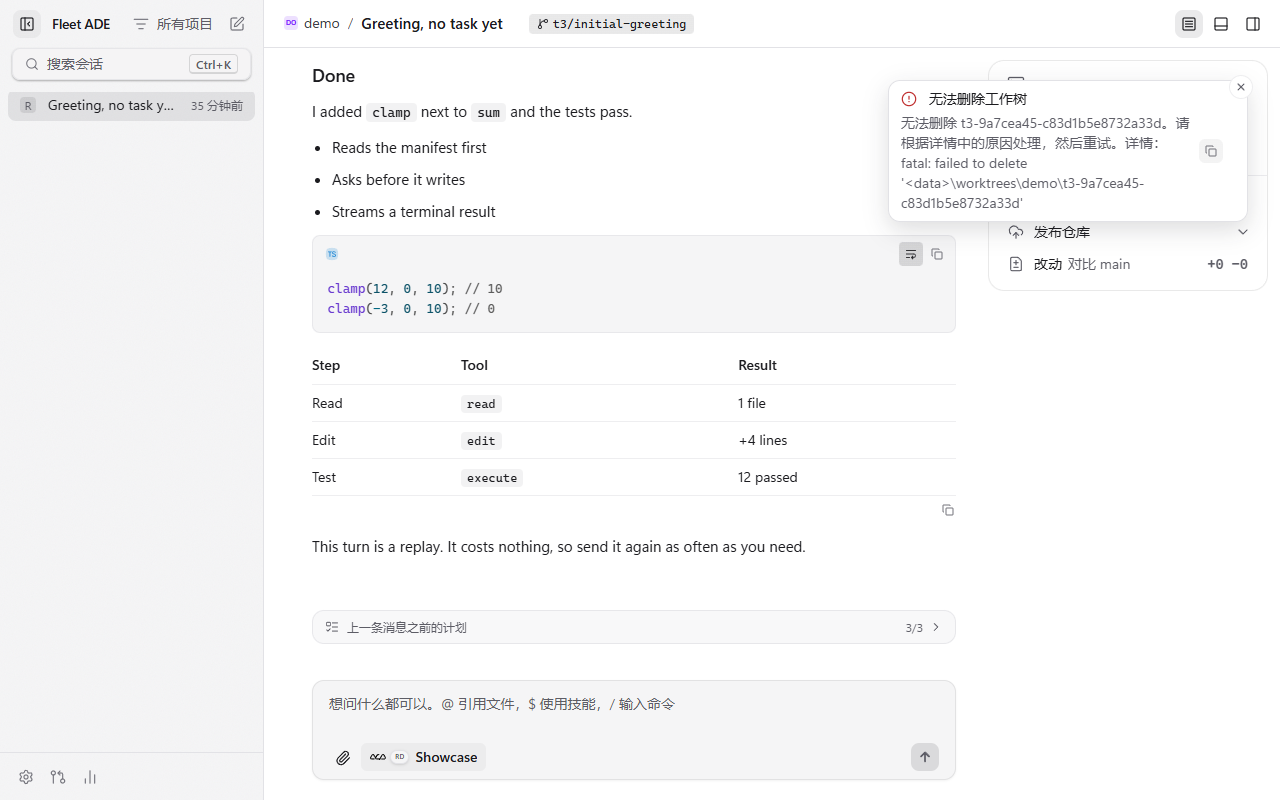 Fleet ADE
所有项目
搜索会话
Ctrl+K
R
Greeting, no task y...
35 分钟前
DO
demo
/
Greeting, no task yet
t3/initial-greeting
Done
I added clamp next to sum and the tests pass.
Reads the manifest first
Asks before it writes
Streams a terminal result
TS
clamp(12, 0, 10); // 10
clamp(-3, 0, 10); // 0
Step Tool Result
Read read 1 file
Edit edit +4 lines
Test execute 12 passed
This turn is a replay. It costs nothing, so send it again as often as you need.
上一条消息之前的计划
3/3
想问什么都可以。@ 引用文件，$ 使用技能，/ 输入命令
RD
Showcase
无法删除工作树
无法删除 t3-9a7cea45-c83d1b5e8732a33d。请
根据详情中的原因处理，然后重试。详情：
fatal: failed to delete
'<data>\worktrees\demo\t3-9a7cea45-
c83d1b5e8732a33d'
发布仓库
改动 对比 main
+0 −0